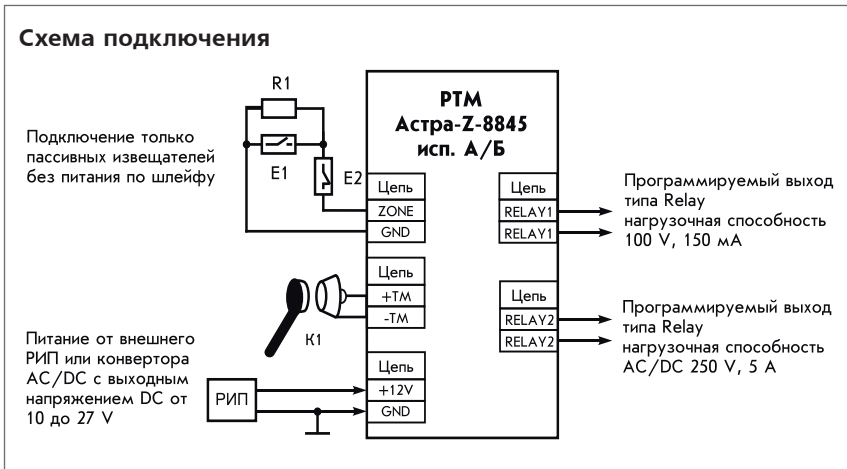 Схема подключения
R1
Подключение только
пассивных извещателей
без питания по шлейфу
E1
E2
РТМ
Астра-Z-8845
исп. А/Б
Цепь
ZONE
GND
Цепь
RELAY1
RELAY1
Программируемый выход
типа Relay
нагрузочная способность
100 V, 150 мА
Цепь
+TM
-TM
K1
Цепь
RELAY2
RELAY2
Программируемый выход
типа Relay
нагрузочная способность
AC/DC 250 V, 5 А
Питание от внешнего
РИП или конвертора
AC/DC с выходным
напряжением DC от
10 до 27 V
РИП
Цепь
+12V
GND